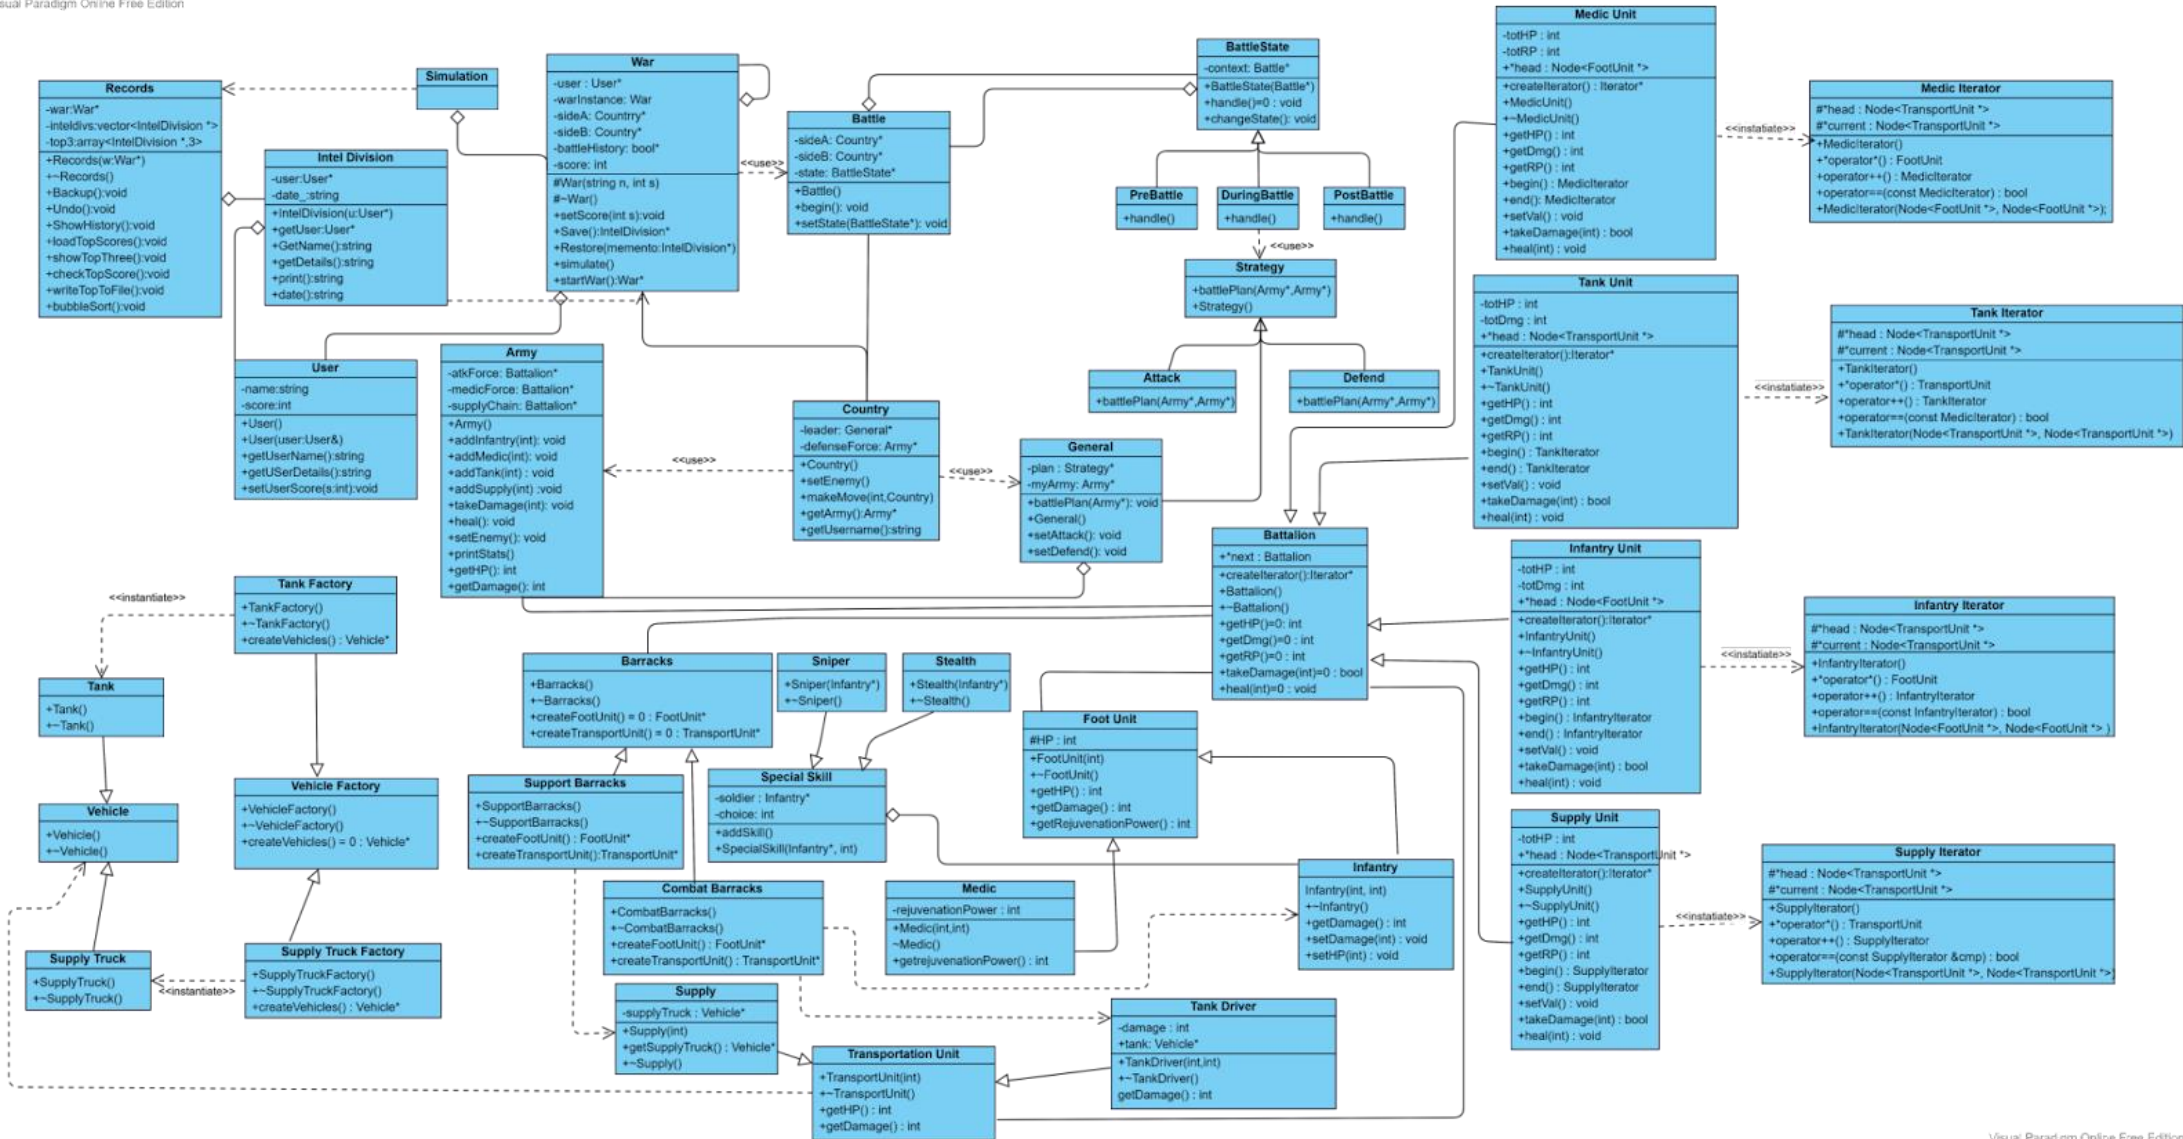 Visual Paradigm Online Free Edition
Records
-war:War*
-inteldivs:vector<IntelDivision *>
-top3:array<IntelDivision *,3>
+Records(w:War*)
+~Records()
+Backup():void
+Undo():void
+ShowHistory():void
+loadTopScores():void
+showTopThree():void
+checkTopScore():void
+writeTopToFile():void
+bubbleSort():void
Simulation
Intel Division
-user:User*
-date_:string
+IntelDivision(u:User*)
+getUser:User*
+GetName():string
+getDetails():string
+print():string
+date():string
War
-user : User*
-warInstance: War
-sideA: Countrry*
-sideB: Country*
-battleHistory: bool*
-score: int
#War(string n, int s)
#~War()
+setScore(int s):void
+Save():IntelDivision*
+Restore(memento:IntelDivision*)
+simulate()
+startWar():War*
<<use>>
Battle
-sideA: Country*
-sideB: Country*
-state: BattleState*
+Battle()
+begin(): void
+setState(BattleState*): void
BattleState
-context: Battle*
+BattleState(Battle*)
+handle()=0 : void
+changeState(): void
PreBattle
+handle()
DuringBattle
+handle()
PostBattle
+handle()
<<use>>
Strategy
+battlePlan(Army*,Army*)
+Strategy()
Attack
+battlePlan(Army*,Army*)
Defend
+battlePlan(Army*,Army*)
User
-name:string
-score:int
+User()
+User(user:User&)
+getUserName():string
+getUSerDetails():string
+setUserScore(s:int):void
Army
-atkForce: Battalion*
-medicForce: Battalion*
-supplyChain: Battalion*
+Army()
+addInfantry(int): void
+addMedic(int): void
+addTank(int) : void
+addSupply(int) :void
+takeDamage(int): void
+heal(): void
+setEnemy(): void
+printStats()
+getHP(): int
+getDamage(): int
<<use>>
Country
-leader: General*
-defenseForce: Army*
+Country()
+setEnemy()
+makeMove(int,Country)
+getArmy():Army*
+getUsername():string
<<use>>
General
-plan : Strategy*
-myArmy: Army*
+battlePlan(Army*): void
+General()
+setAttack(): void
+setDefend(): void
Battalion
+*next : Battalion
+createIterator():Iterator*
+Battalion()
+~Battalion()
+getHP()=0: int
+getDmg()=0 : int
+getRP()=0 : int
+takeDamage(int)=0 : bool
+heal(int)=0 : void
Medic Unit
-totHP : int
-totRP : int
+*head : Node<FootUnit *>
+createIterator() : Iterator*
+MedicUnit()
+~MedicUnit()
+getHP() : int
+getDmg() : int
+getRP() : int
+begin() : MedicIterator
+end(): MedicIterator
+setVal() : void
+takeDamage(int) : bool
+heal(int) : void
<<instatiate>>
Medic Iterator
#*head : Node<TransportUnit *>
#*current : Node<TransportUnit *>
+MedicIterator()
+*operator*() : FootUnit
+operator++() : MedicIterator
+operator==(const MedicIterator) : bool
+MedicIterator(Node<FootUnit *>, Node<FootUnit *>);
Tank Unit
-totHP : int
-totDmg : int
+*head : Node<TransportUnit *>
+createIterator():Iterator*
+TankUnit()
+~TankUnit()
+getHP() : int
+getDmg() : int
+getRP() : int
+begin() : TankIterator
+end() : TankIterator
+setVal() : void
+takeDamage(int) : bool
+heal(int) : void
<<instatiate>>
Tank Iterator
#*head : Node<TransportUnit *>
#*current : Node<TransportUnit *>
+TankIterator()
+*operator*() : TransportUnit
+operator++() : TankIterator
+operator==(const MedicIterator) : bool
+TankIterator(Node<TransportUnit *>, Node<TransportUnit *>)
Infantry Unit
-totHP : int
-totDmg : int
+*head : Node<FootUnit *>
+createIterator():Iterator*
+InfantryUnit()
+~InfantryUnit()
+getHP() : int
+getDmg() : int
+getRP() : int
+begin() : InfantryIterator
+end() : InfantryIterator
+setVal() : void
+takeDamage(int) : bool
+heal(int) : void
<<instatiate>>
Infantry Iterator
#*head : Node<TransportUnit *>
#*current : Node<TransportUnit *>
+InfantryIterator()
+*operator*() : FootUnit
+operator++() : InfantryIterator
+operator==(const InfantryIterator) : bool
+InfantryIterator(Node<FootUnit *>, Node<FootUnit *> )
Supply Unit
-totHP : int
+*head : Node<TransportUnit *>
+createIterator():Iterator*
+SupplyUnit()
+~SupplyUnit()
+getHP() : int
+getDmg() : int
+getRP() : int
+begin() : SupplyIterator
+end() : SupplyIterator
+setVal() : void
+takeDamage(int) : bool
+heal(int) : void
<<instatiate>>
Supply Iterator
#*head : Node<TransportUnit *>
#*current : Node<TransportUnit *>
+SupplyIterator()
+*operator*() : TransportUnit
+operator++() : SupplyIterator
+operator==(const SupplyIterator &cmp) : bool
+SupplyIterator(Node<TransportUnit *>, Node<TransportUnit *>)
<<instantiate>>
Tank Factory
+TankFactory()
+~TankFactory()
+createVehicles() : Vehicle*
Tank
+Tank()
+~Tank()
Vehicle
+Vehicle()
+~Vehicle()
Vehicle Factory
+VehicleFactory()
+~VehicleFactory()
+createVehicles() = 0 : Vehicle*
Supply Truck
+SupplyTruck()
+~SupplyTruck()
<<instantiate>>
Supply Truck Factory
+SupplyTruckFactory()
+~SupplyTruckFactory()
+createVehicles() : Vehicle*
Barracks
+Barracks()
+~Barracks()
+createFootUnit() = 0 : FootUnit*
+createTransportUnit() = 0 : TransportUnit*
Sniper
+Sniper(Infantry*)
+~Sniper()
Stealth
+Stealth(Infantry*)
+~Stealth()
Support Barracks
+SupportBarracks()
+~SupportBarracks()
+createFootUnit() : FootUnit*
+createTransportUnit():TransportUnit*
Special Skill
-soldier : Infantry*
-choice: int
+addSkill()
+SpecialSkill(Infantry*, int)
Foot Unit
#HP : int
+FootUnit(int)
+~FootUnit()
+getHP() : int
+getDamage() : int
+getRejuvenationPower() : int
Combat Barracks
+CombatBarracks()
+~CombatBarracks()
+createFootUnit() : FootUnit*
+createTransportUnit() : TransportUnit*
Medic
-rejuvenationPower : int
+Medic(int,int)
~Medic()
+getrejuvenationPower() : int
Infantry
Infantry(int, int)
+~Infantry()
+getDamage() : int
+setDamage(int) : void
+setHP(int) : void
Supply
-supplyTruck : Vehicle*
+Supply(int)
+getSupplyTruck() : Vehicle*
+~Supply()
Tank Driver
-damage : int
+tank: Vehicle*
+TankDriver(int,int)
+~TankDriver()
getDamage() : int
Transportation Unit
+TransportUnit(int)
+~TransportUnit()
+getHP() : int
+getDamage() : int
Visual Paradigm Online Free Edition